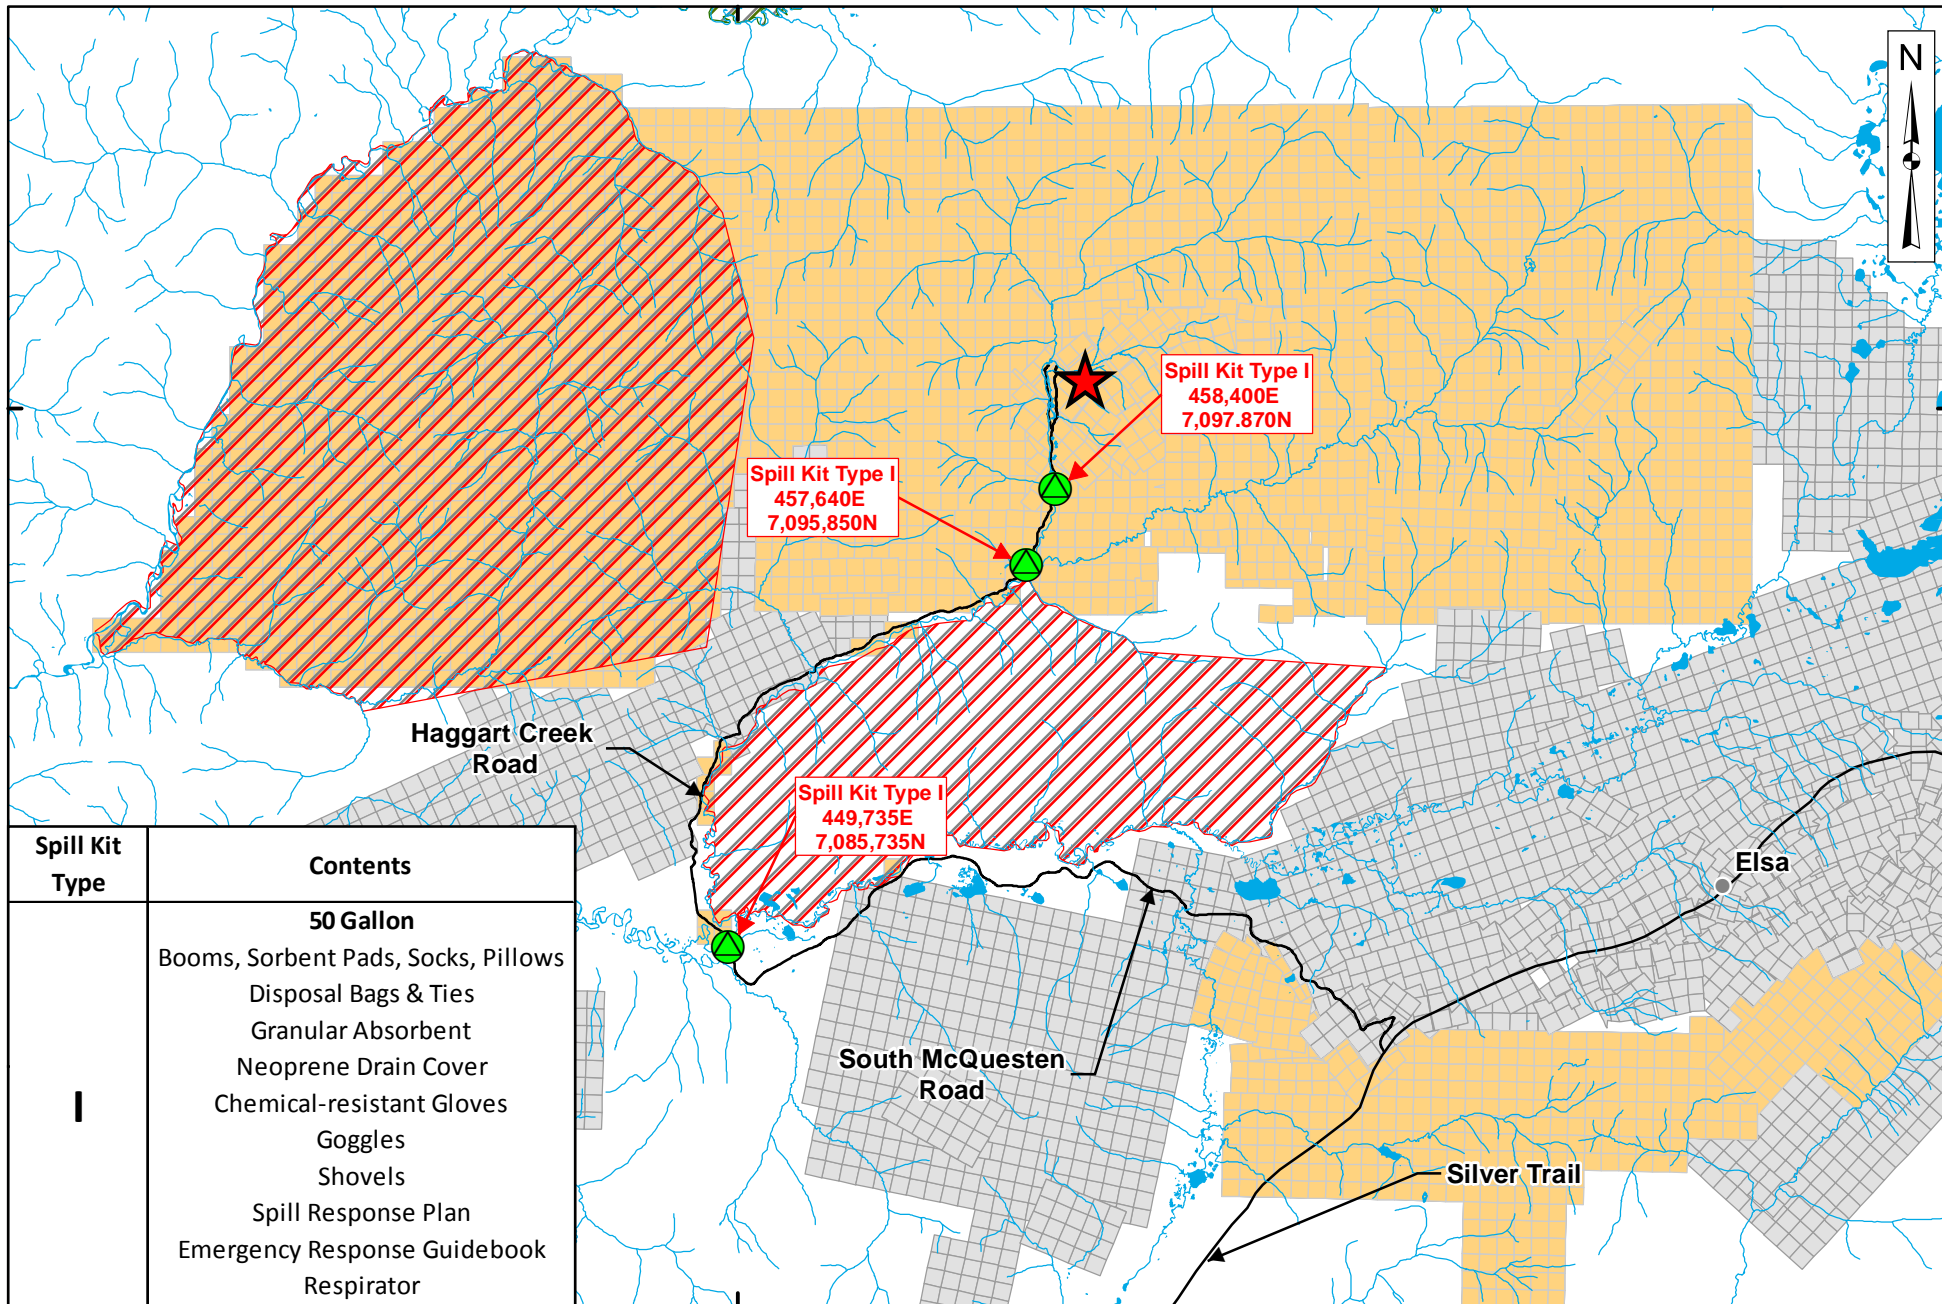 N
Spill Kit Type I
458,400E
7,097.870N
Spill Kit Type I
457,640E
7,095,850N
Haggart Creek
Road
Spill Kit Type I
449,735E
7,085,735N
Elsa
South McQuesten
Road
Silver Trail
Spill Kit
Type
Contents
I
50 Gallon
Booms, Sorbent Pads, Socks, Pillows
Disposal Bags & Ties
Granular Absorbent
Neoprene Drain Cover
Chemical-resistant Gloves
Goggles
Shovels
Spill Response Plan
Emergency Response Guidebook
Respirator